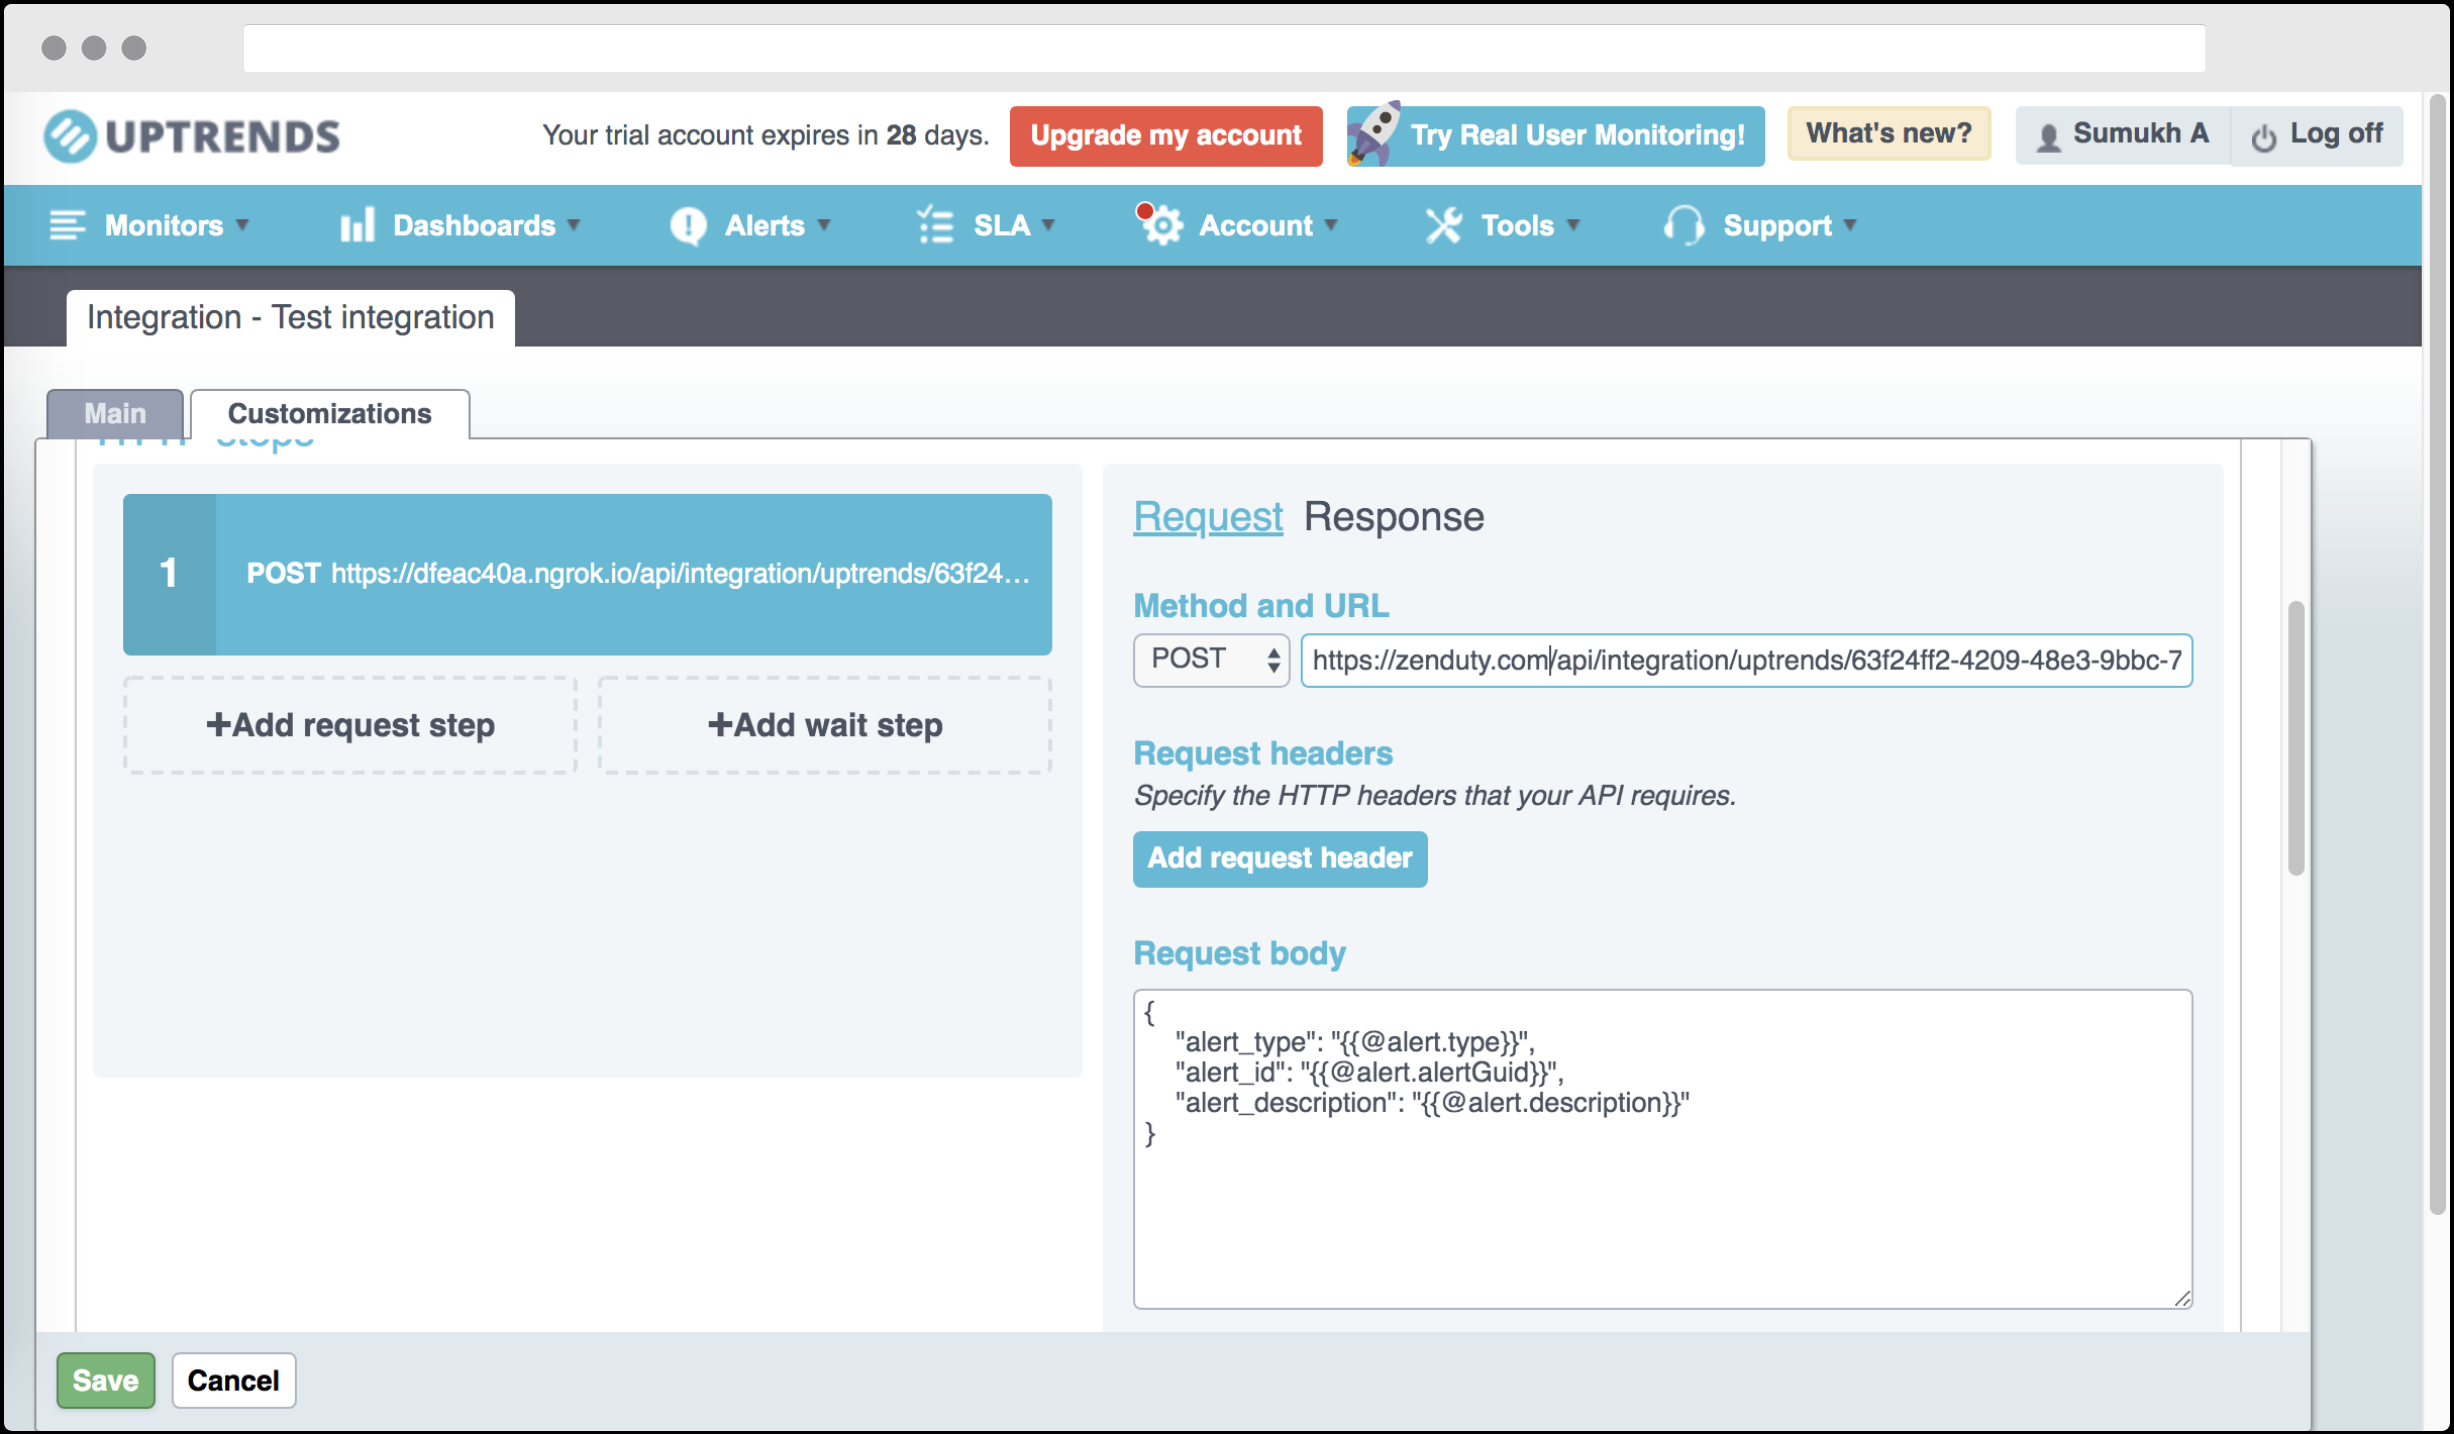 UPTRENDS
Your trial account expires in 28 days.
Upgrade my account
Try Real User Monitoring!
What's new?
Sumukh A
Log off
Monitors
Dashboards
Alerts
SLA
Account
Tools
Support
Integration - Test integration
Main
Customizations
HTTP steps
1
POST https://dfeac40a.ngrok.io/api/integration/uptrends/63f24...
+Add request step
+Add wait step
Request Response
Method and URL
POST
https://zenduty.com/api/integration/uptrends/63f24ff2-4209-48e3-9bbc-7
Request headers
Specify the HTTP headers that your API requires.
Add request header
Request body
{
"alert_type": "{{@alert.type}}",
"alert_id": "{{@alert.alertGuid}}",
"alert_description": "{{@alert.description}}"
}
Save
Cancel